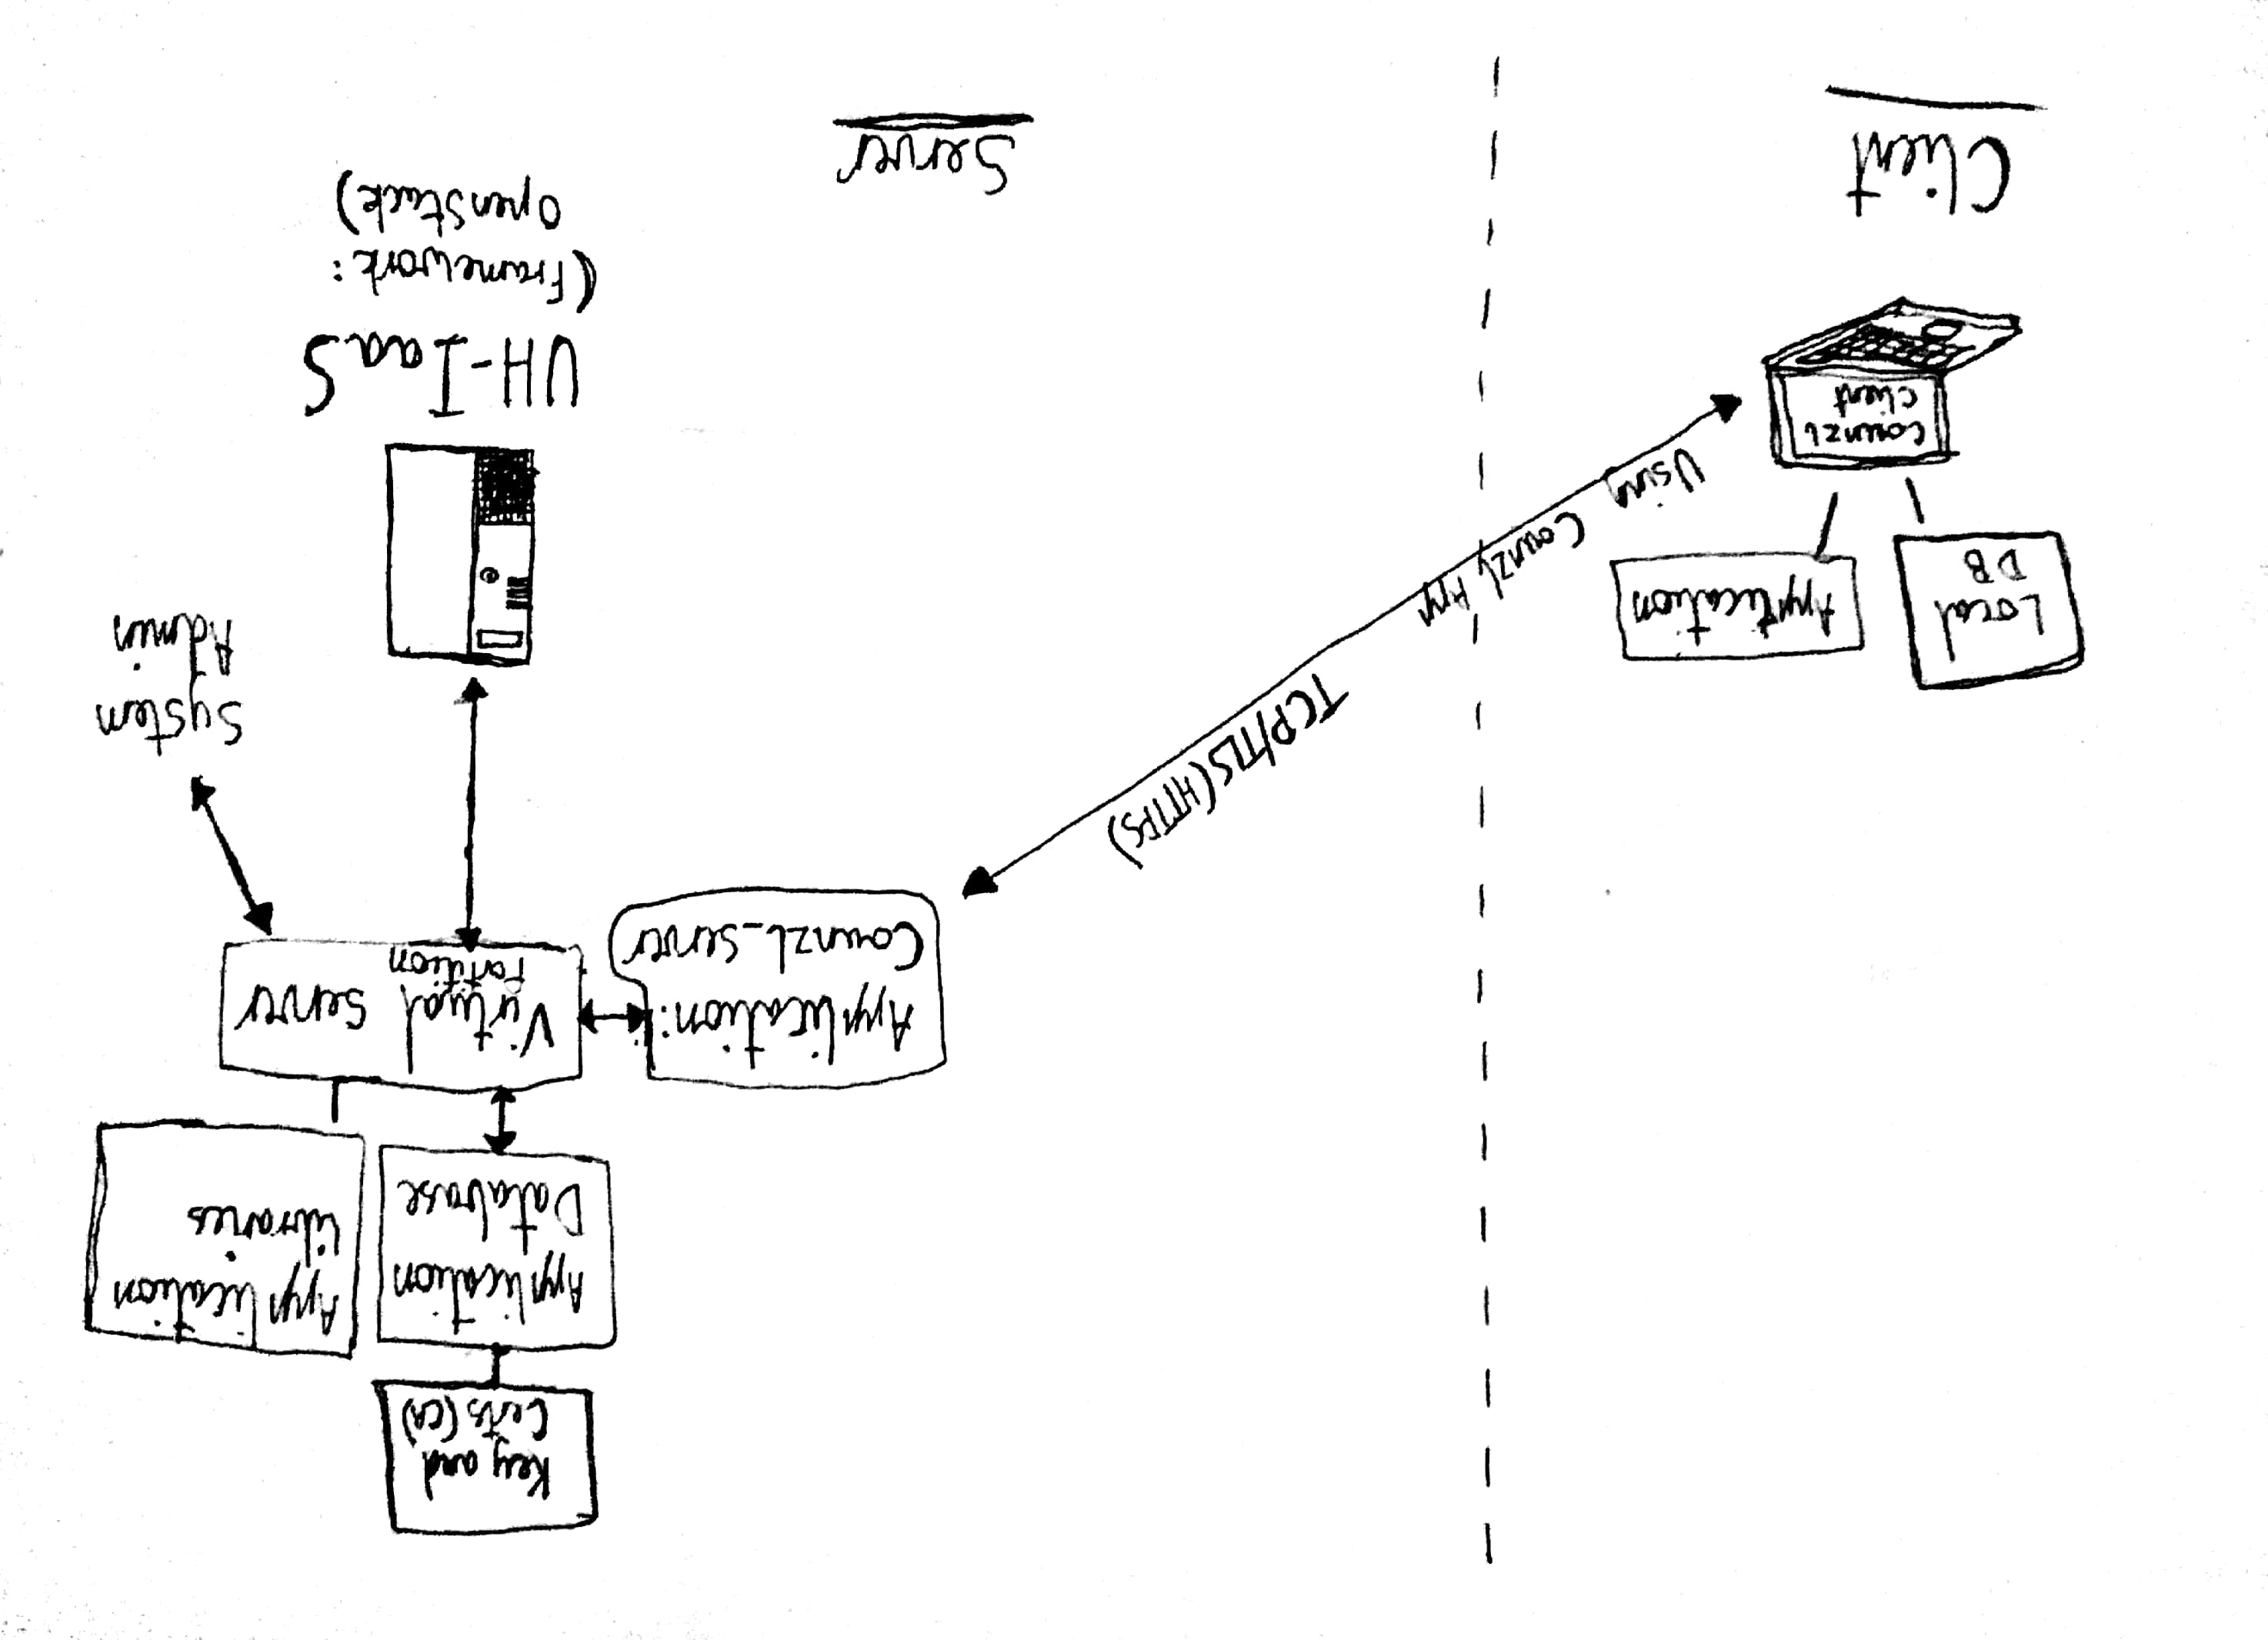 Key and
Certs (CA)
Application
Database
Application
Libraries
Application:
Counzl_Server
Virtual Server
Partition
System
Admin
TCP/TLS (HTTPS)
Using Counzl App
Local
DB
Application
Counzl
Client
UH-IaaS
(Framework:
OpenStack)
Client
Server